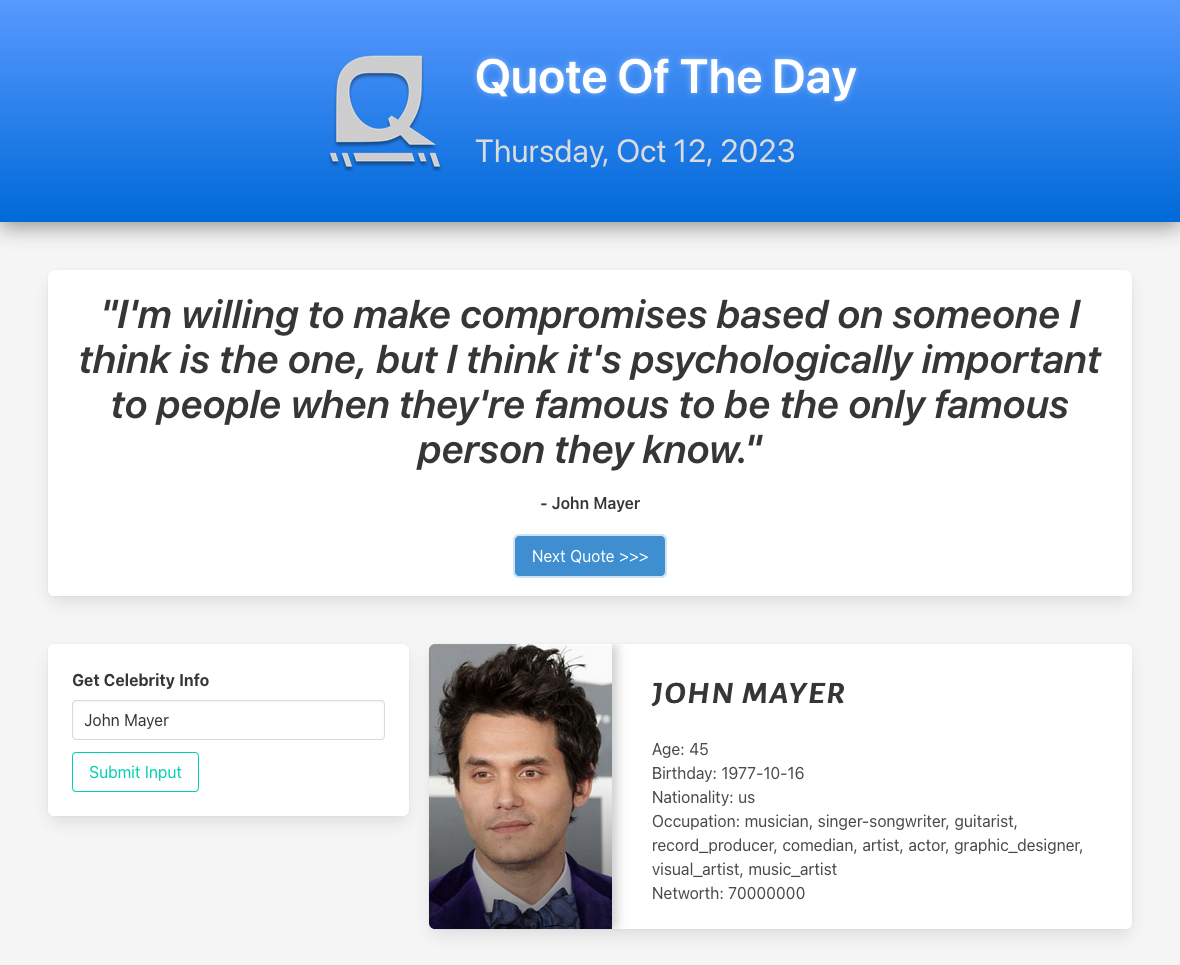 Quote Of The Day
Thursday, Oct 12, 2023
"I'm willing to make compromises based on someone I
think is the one, but I think it's psychologically important
to people when they're famous to be the only famous
person they know."
- John Mayer
Next Quote >>>
Get Celebrity Info
John Mayer
Submit Input
JOHN MAYER
Age: 45
Birthday: 1977-10-16
Nationality: us
Occupation: musician, singer-songwriter, guitarist,
record_producer, comedian, artist, actor, graphic_designer,
visual_artist, music_artist
Networth: 70000000